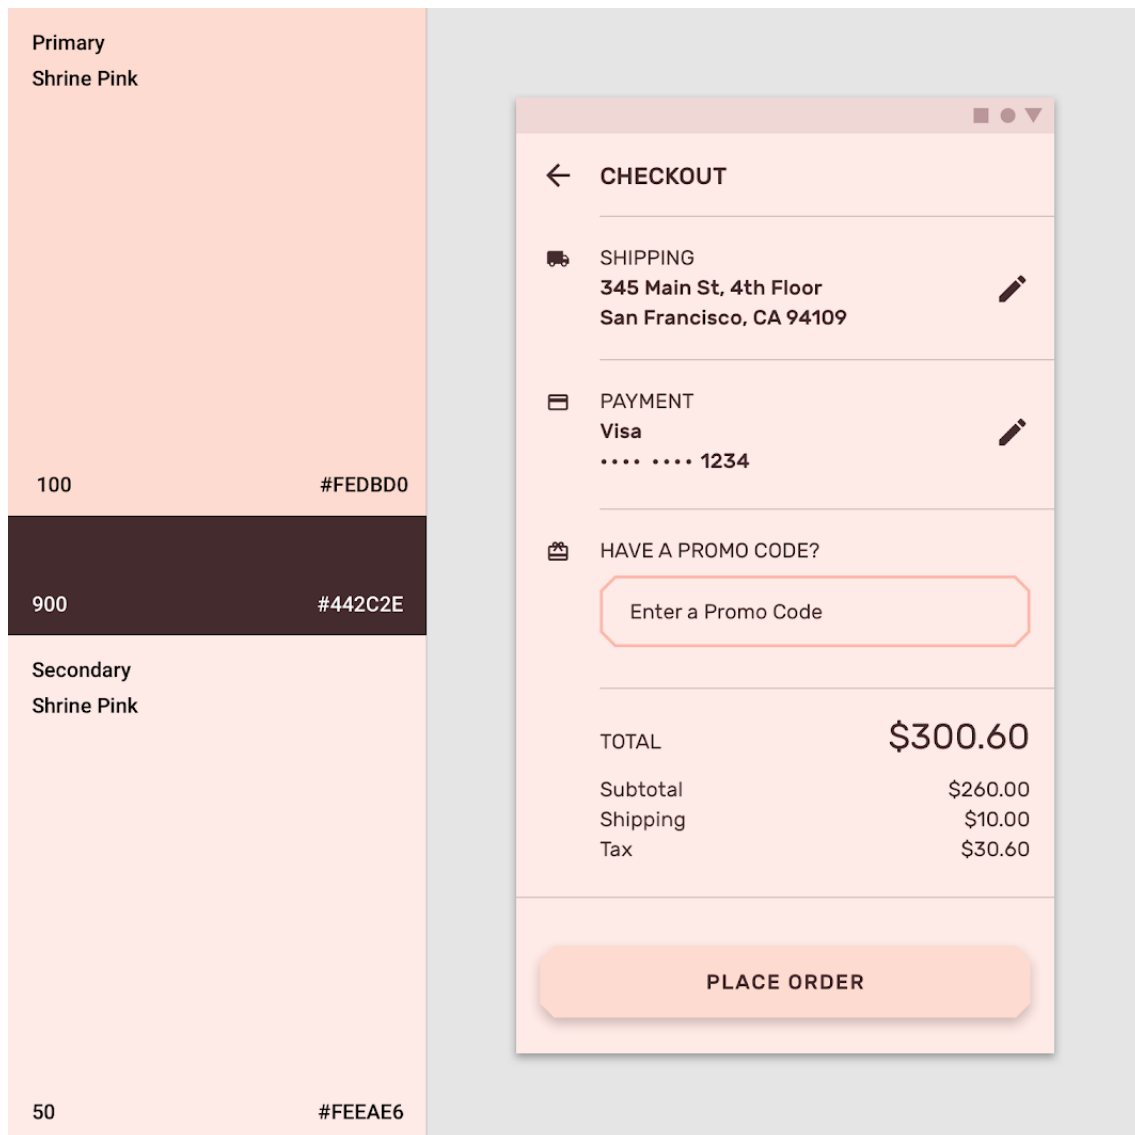 Primary
Shrine Pink
100 #FEDBD0
900 #442C2E
Secondary
Shrine Pink
50 #FEEAE6
CHECKOUT
SHIPPING
345 Main St, 4th Floor
San Francisco, CA 94109
PAYMENT
Visa
•••• •••• 1234
HAVE A PROMO CODE?
Enter a Promo Code
TOTAL $300.60
Subtotal $260.00
Shipping $10.00
Tax $30.60
PLACE ORDER